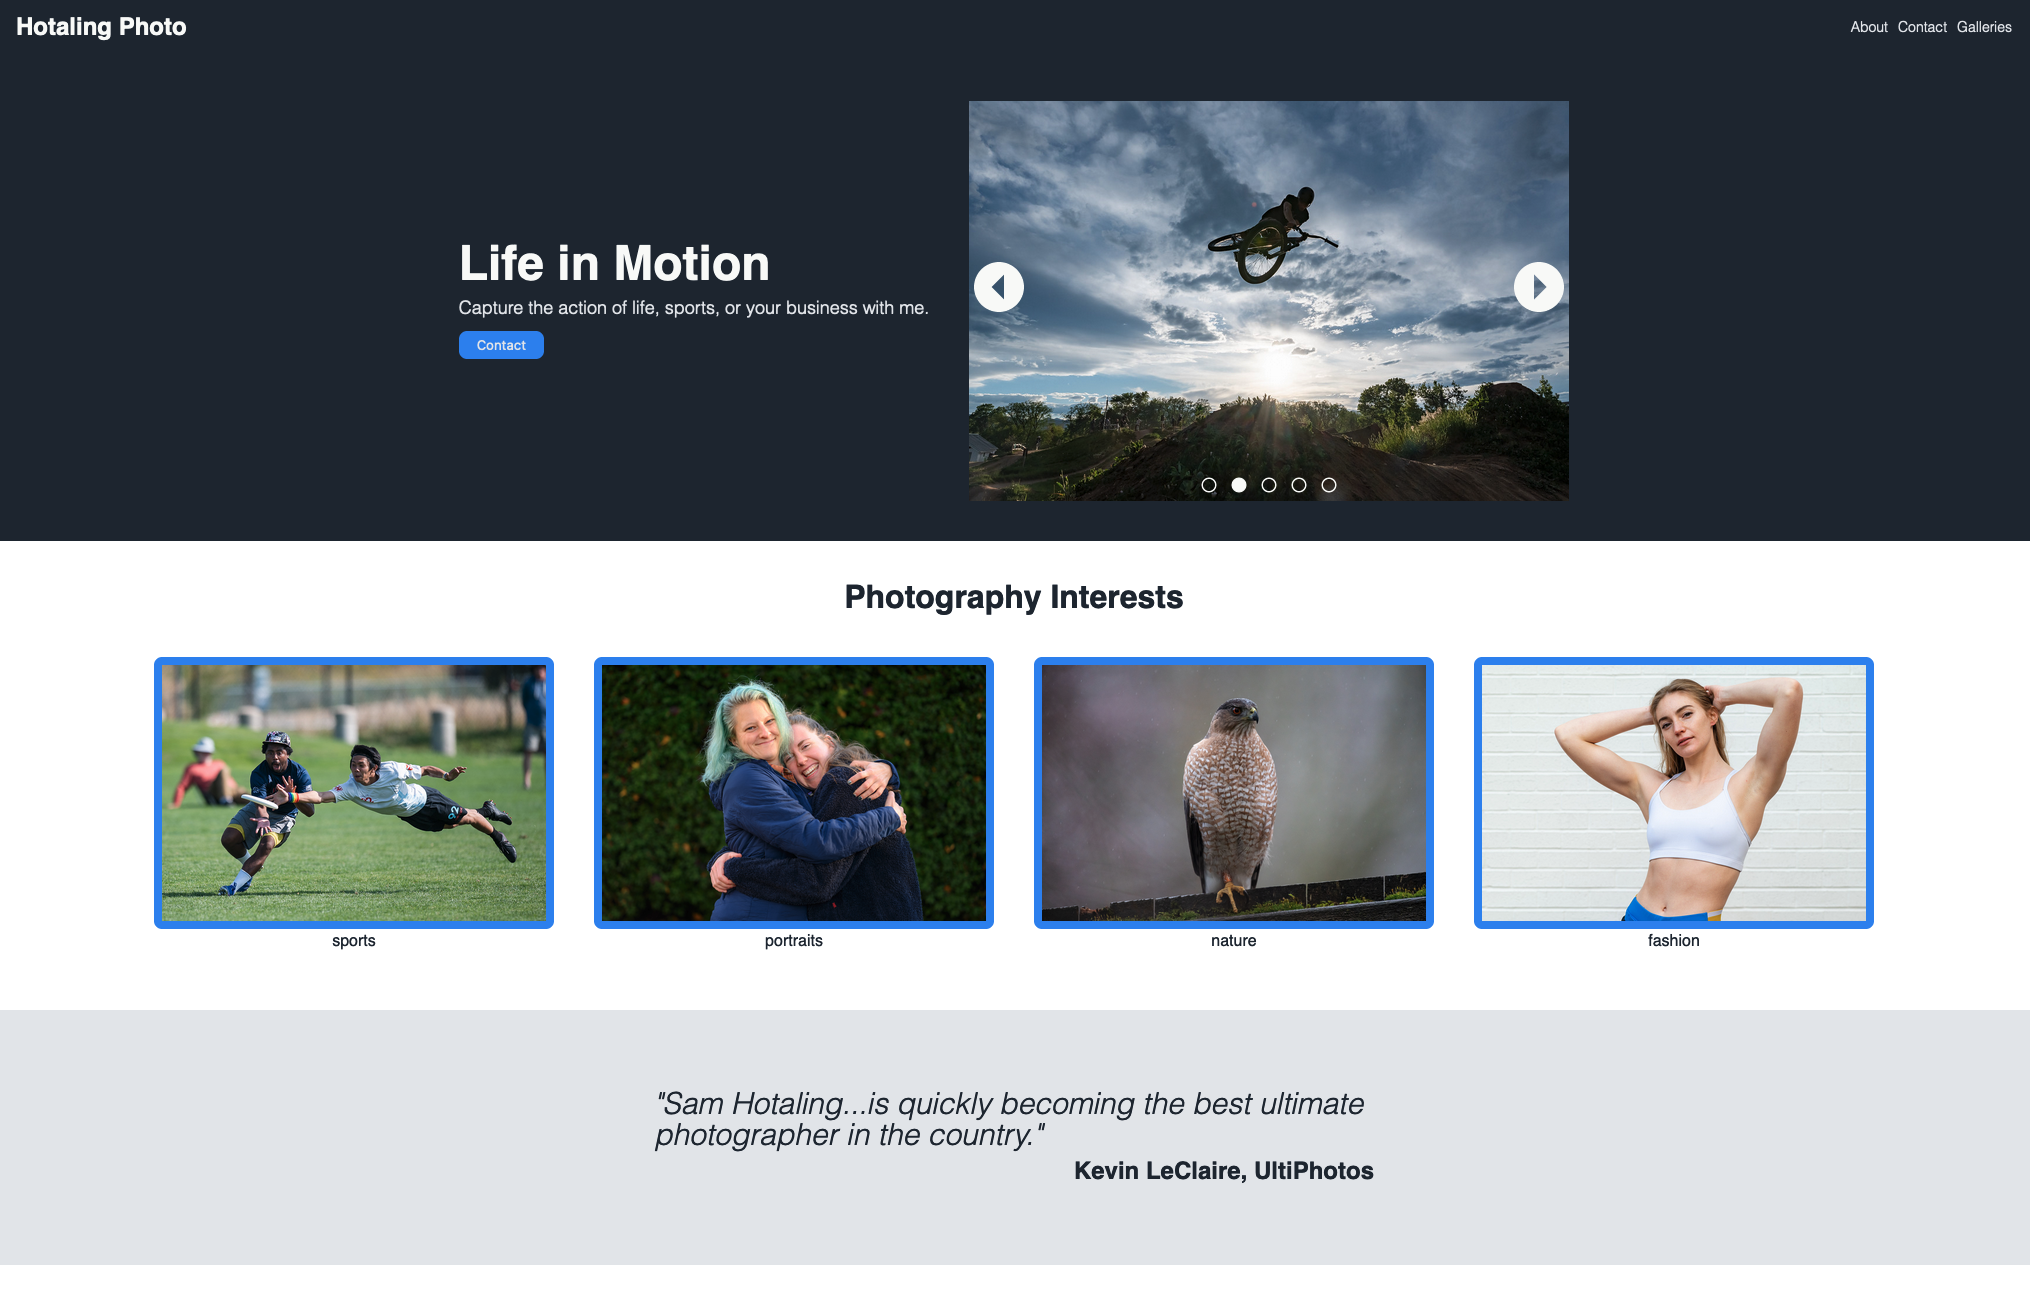 Hotaling Photo
About Contact Galleries
Life in Motion
Capture the action of life, sports, or your business with me.
Contact
Photography Interests
sports
portraits
nature
fashion
"Sam Hotaling...is quickly becoming the best ultimate
photographer in the country."
Kevin LeClaire, UltiPhotos